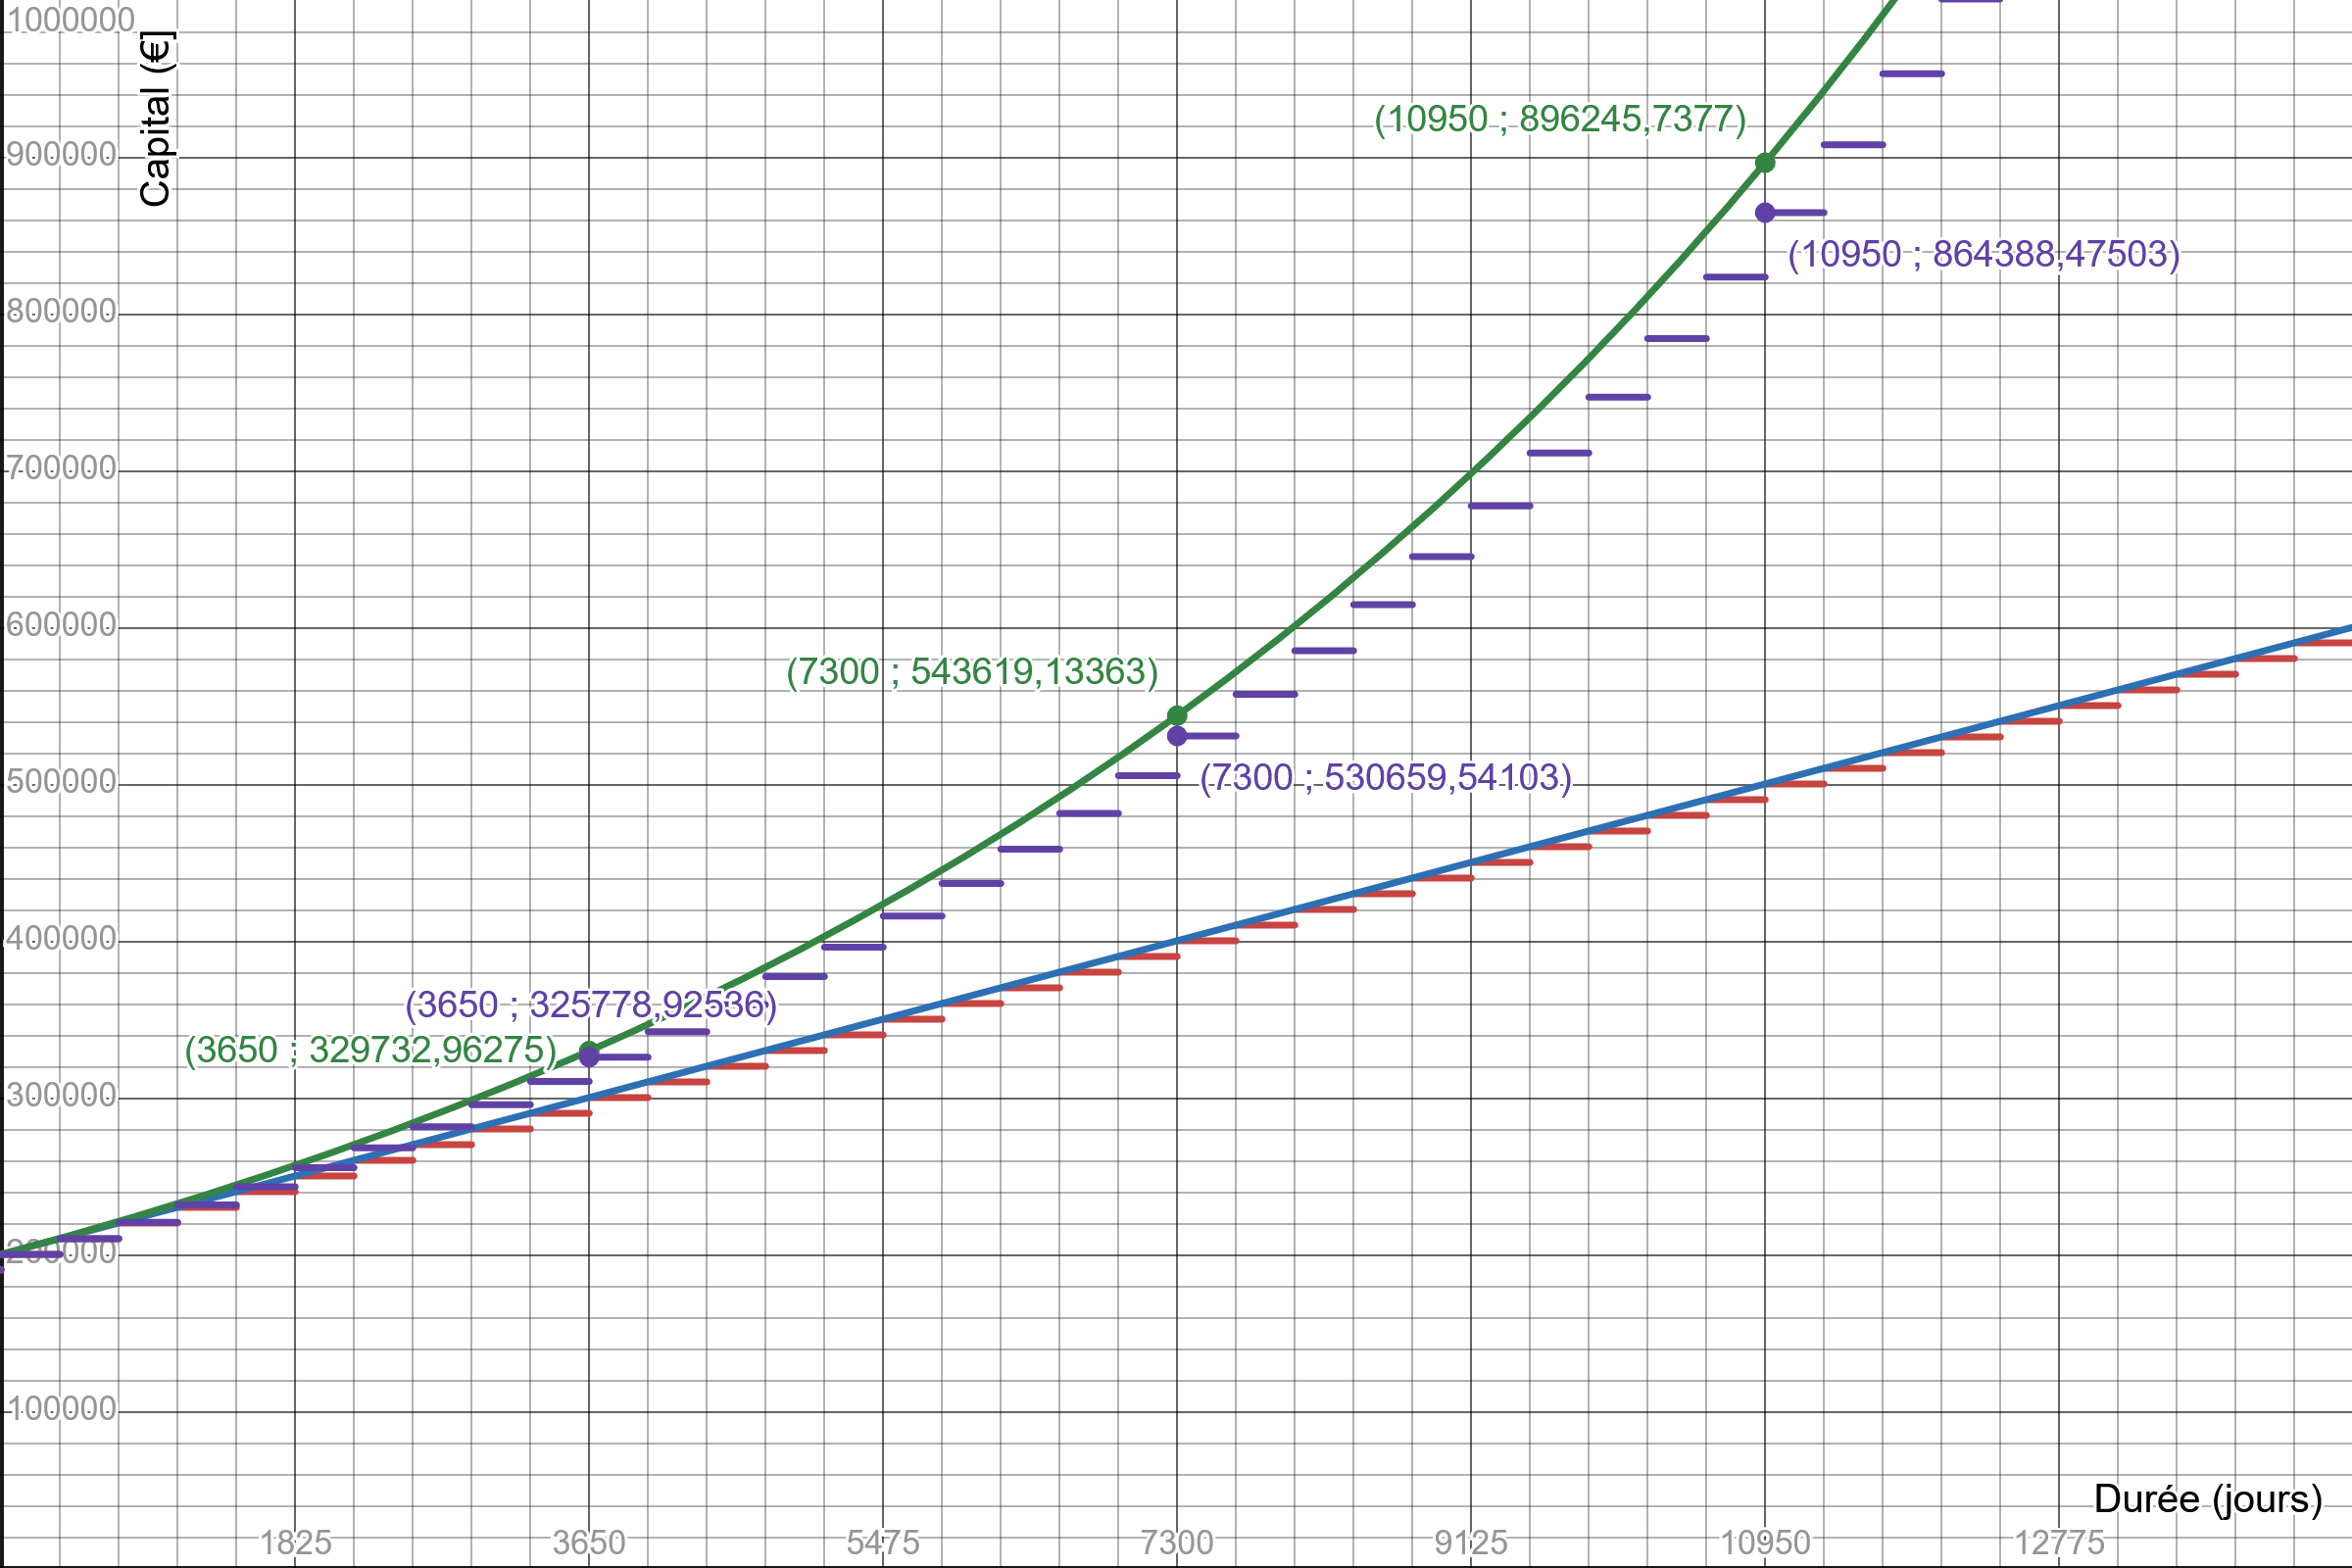 1000000
Capital (€]
(10950 ; 896245,7377)
900000
(10950 ; 864388,47503)
800000
700000
600000
(7300 ; 543619,13363)
500000
(7300 ; 530659,54103)
400000
(3650 ; 325778,92536)
(3650 ; 329732,96275)
300000
200000
100000
Durée (jours)
1825
3650
5475
7300
9125
10950
12775